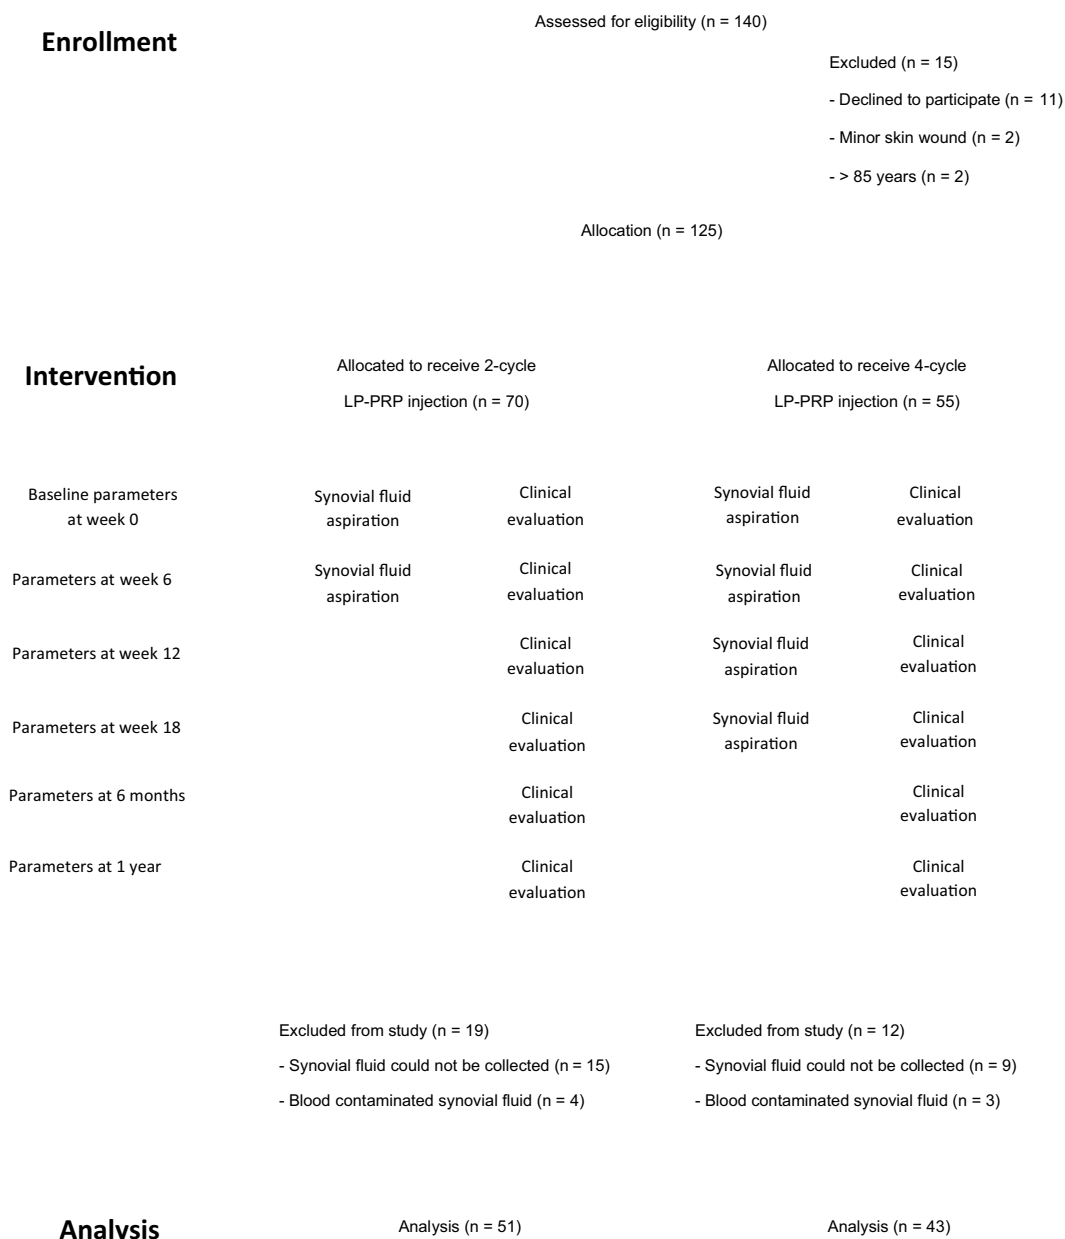 Enrollment
Assessed for eligibility (n = 140)
Excluded (n = 15)
- Declined to participate (n = 11)
- Minor skin wound (n = 2)
- > 85 years (n = 2)
Allocation (n = 125)
Intervention
Allocated to receive 2-cycle
LP-PRP injection (n = 70)
Allocated to receive 4-cycle
LP-PRP injection (n = 55)
Baseline parameters
at week 0
Synovial fluid
aspiration
Clinical
evaluation
Synovial fluid
aspiration
Clinical
evaluation
Parameters at week 6
Synovial fluid
aspiration
Clinical
evaluation
Synovial fluid
aspiration
Clinical
evaluation
Parameters at week 12
Clinical
evaluation
Synovial fluid
aspiration
Clinical
evaluation
Parameters at week 18
Clinical
evaluation
Synovial fluid
aspiration
Clinical
evaluation
Parameters at 6 months
Clinical
evaluation
Clinical
evaluation
Parameters at 1 year
Clinical
evaluation
Clinical
evaluation
Excluded from study (n = 19)
- Synovial fluid could not be collected (n = 15)
- Blood contaminated synovial fluid (n = 4)
Excluded from study (n = 12)
- Synovial fluid could not be collected (n = 9)
- Blood contaminated synovial fluid (n = 3)
Analysis
Analysis (n = 51)
Analysis (n = 43)